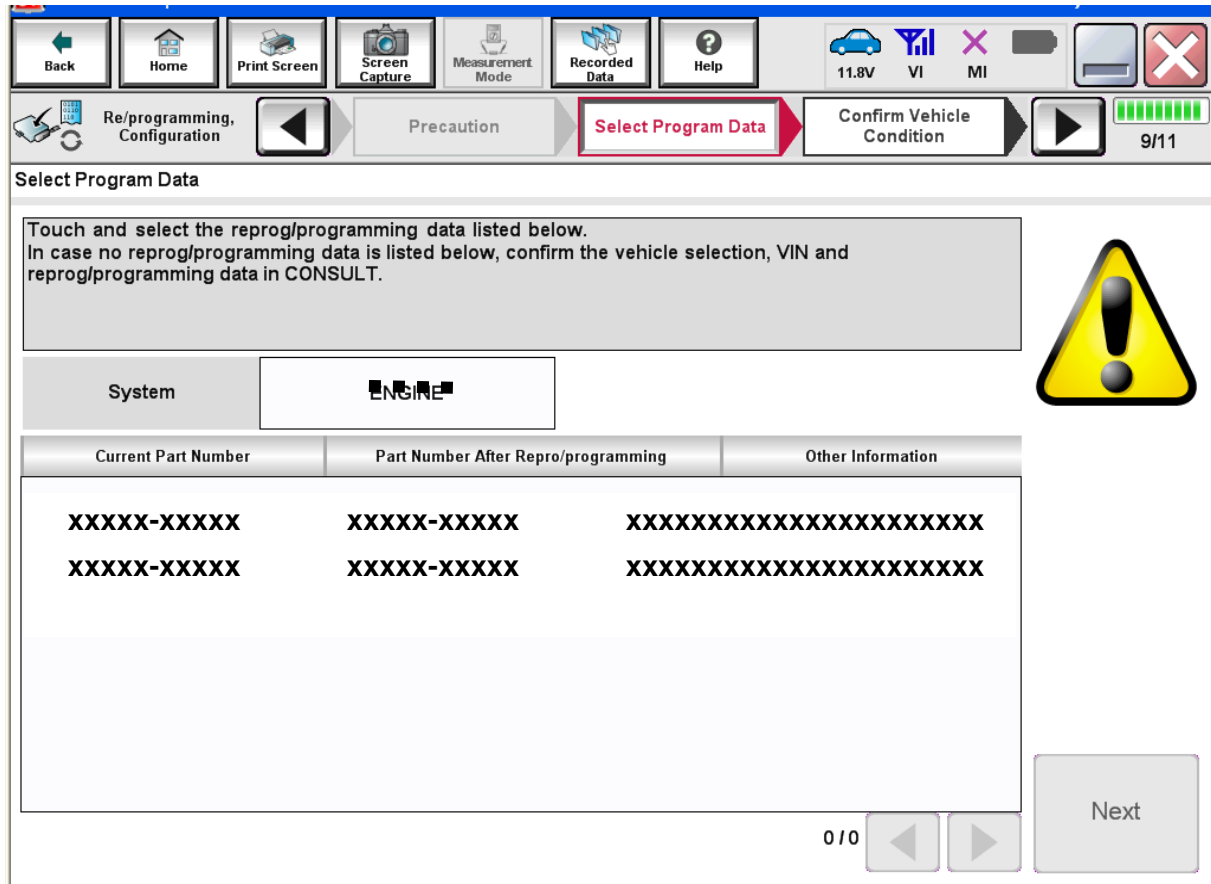 Back
Home
Print Screen
Screen
Capture
Measurement
Mode
Recorded
Data
Help
11.8V
VI
MI
Re/programming,
Configuration
Precaution
Select Program Data
Confirm Vehicle
Condition
9/11
Select Program Data
Touch and select the reprog/programming data listed below.
In case no reprog/programming data is listed below, confirm the vehicle selection, VIN and
reprog/programming data in CONSULT.
System
ENGINE
Current Part Number
Part Number After Repro/programming
Other Information
XXXXX-XXXXX XXXXX-XXXXX XXXXXXXXXXXXXXXXXXXXXX
XXXXX-XXXXX XXXXX-XXXXX XXXXXXXXXXXXXXXXXXXXXX
0/0
Next